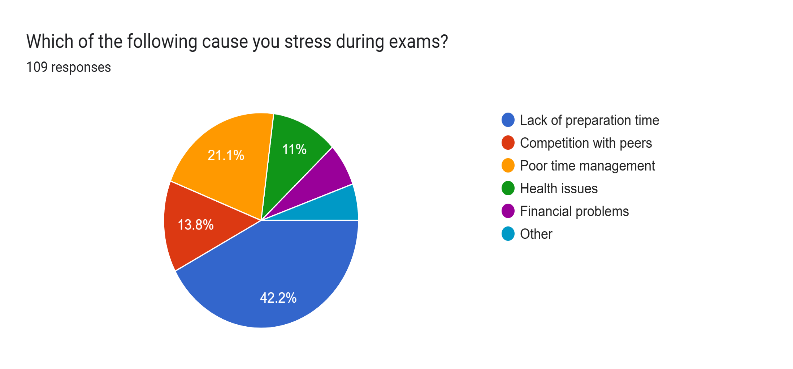 Which of the following cause you stress during exams?
109 responses
11%
21.1%
13.8%
42.2%
Lack of preparation time
Competition with peers
Poor time management
Health issues
Financial problems
Other